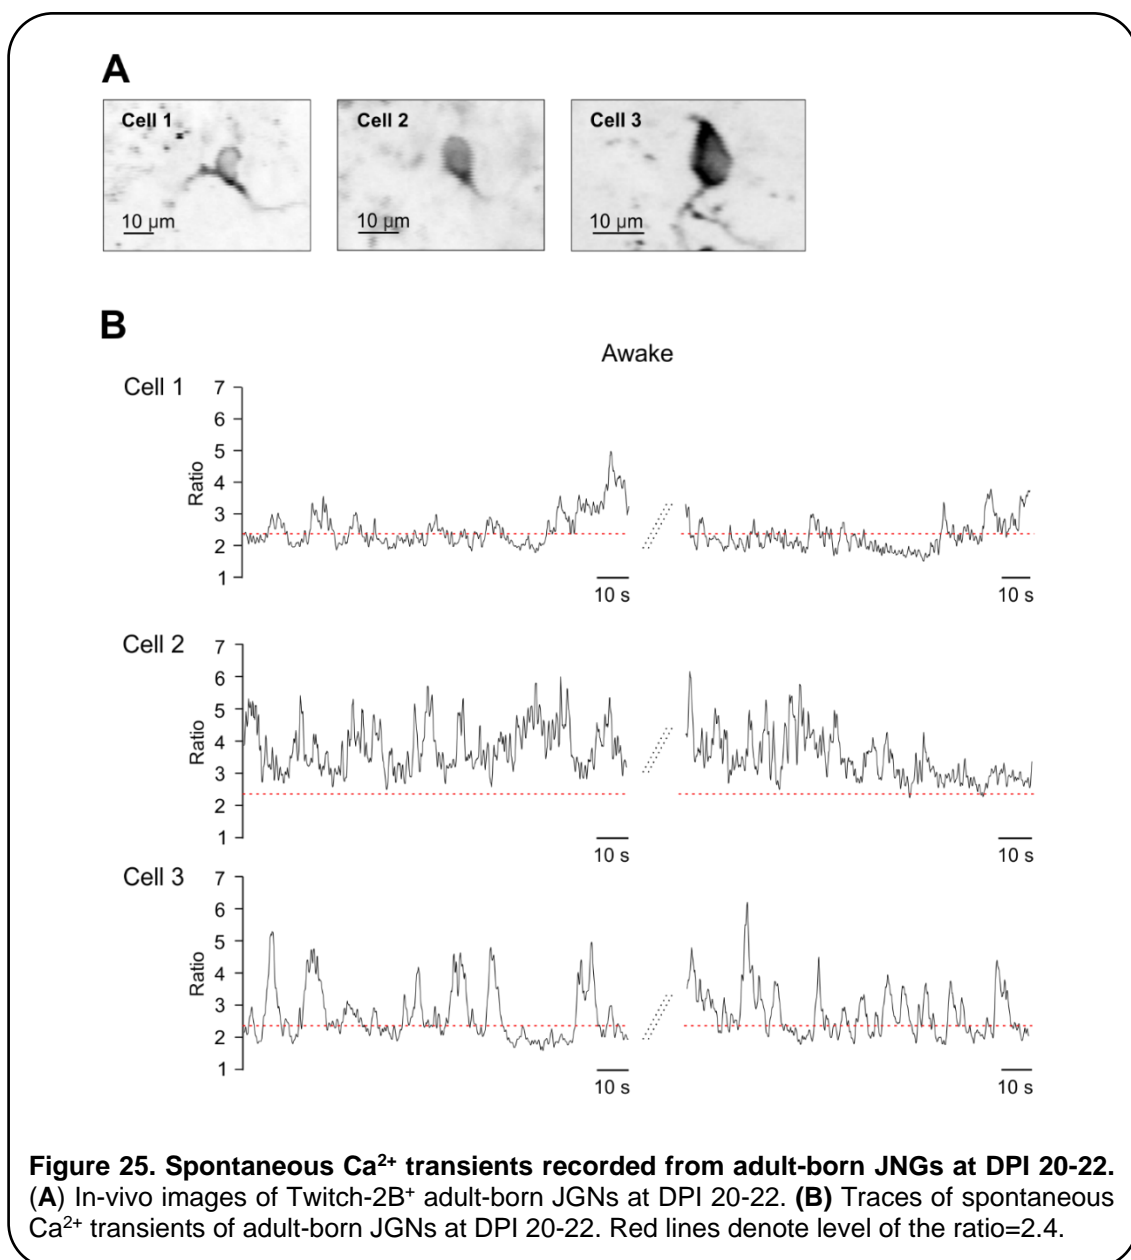 A
Cell 1 Cell 2 Cell 3
10 µm 10 µm 10 µm
B
Awake
Cell 1
7
6
5
4
3
2
1
Ratio
10 s 10 s
Cell 2
7
6
5
4
3
2
1
Ratio
10 s 10 s
Cell 3
7
6
5
4
3
2
1
Ratio
10 s 10 s
Figure 25. Spontaneous Ca²⁺ transients recorded from adult-born JNGs at DPI 20-22.
(A) In-vivo images of Twitch-2B⁺ adult-born JGNs at DPI 20-22. (B) Traces of spontaneous
Ca²⁺ transients of adult-born JGNs at DPI 20-22. Red lines denote level of the ratio=2.4.